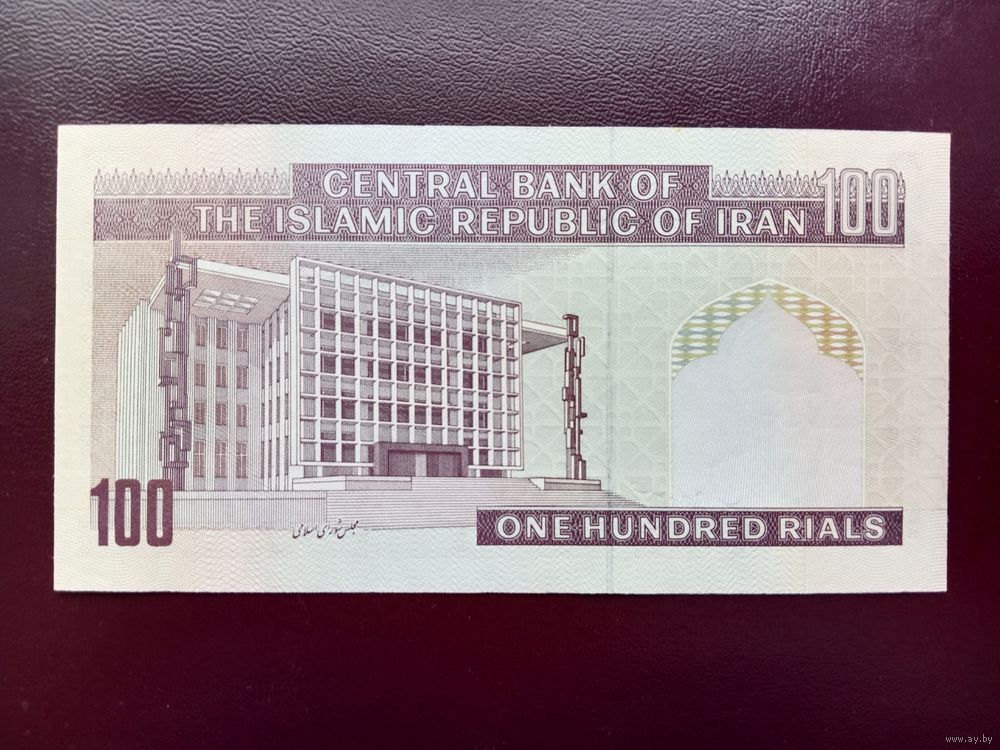 CENTRAL BANK OF
THE ISLAMIC REPUBLIC OF IRAN
100
100
مجلس شورای اسلامی
ONE HUNDRED RIALS
www.ay.by